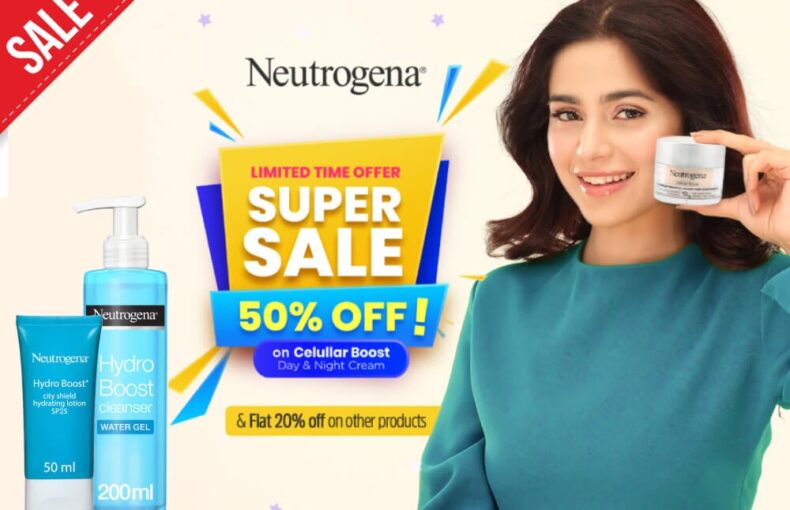 SALE
Neutrogena®
LIMITED TIME OFFER
SUPER
SALE
50% OFF!
on Celullar Boost
Day & Night Cream
& Flat 20% off on other products
Neutrogena
Neutrogena®
Hydro
Boost
cleanser
WATER GEL
200ml
Neutrogena®
Hydro Boost®
city shield
hydrating lotion
SP25
50 ml